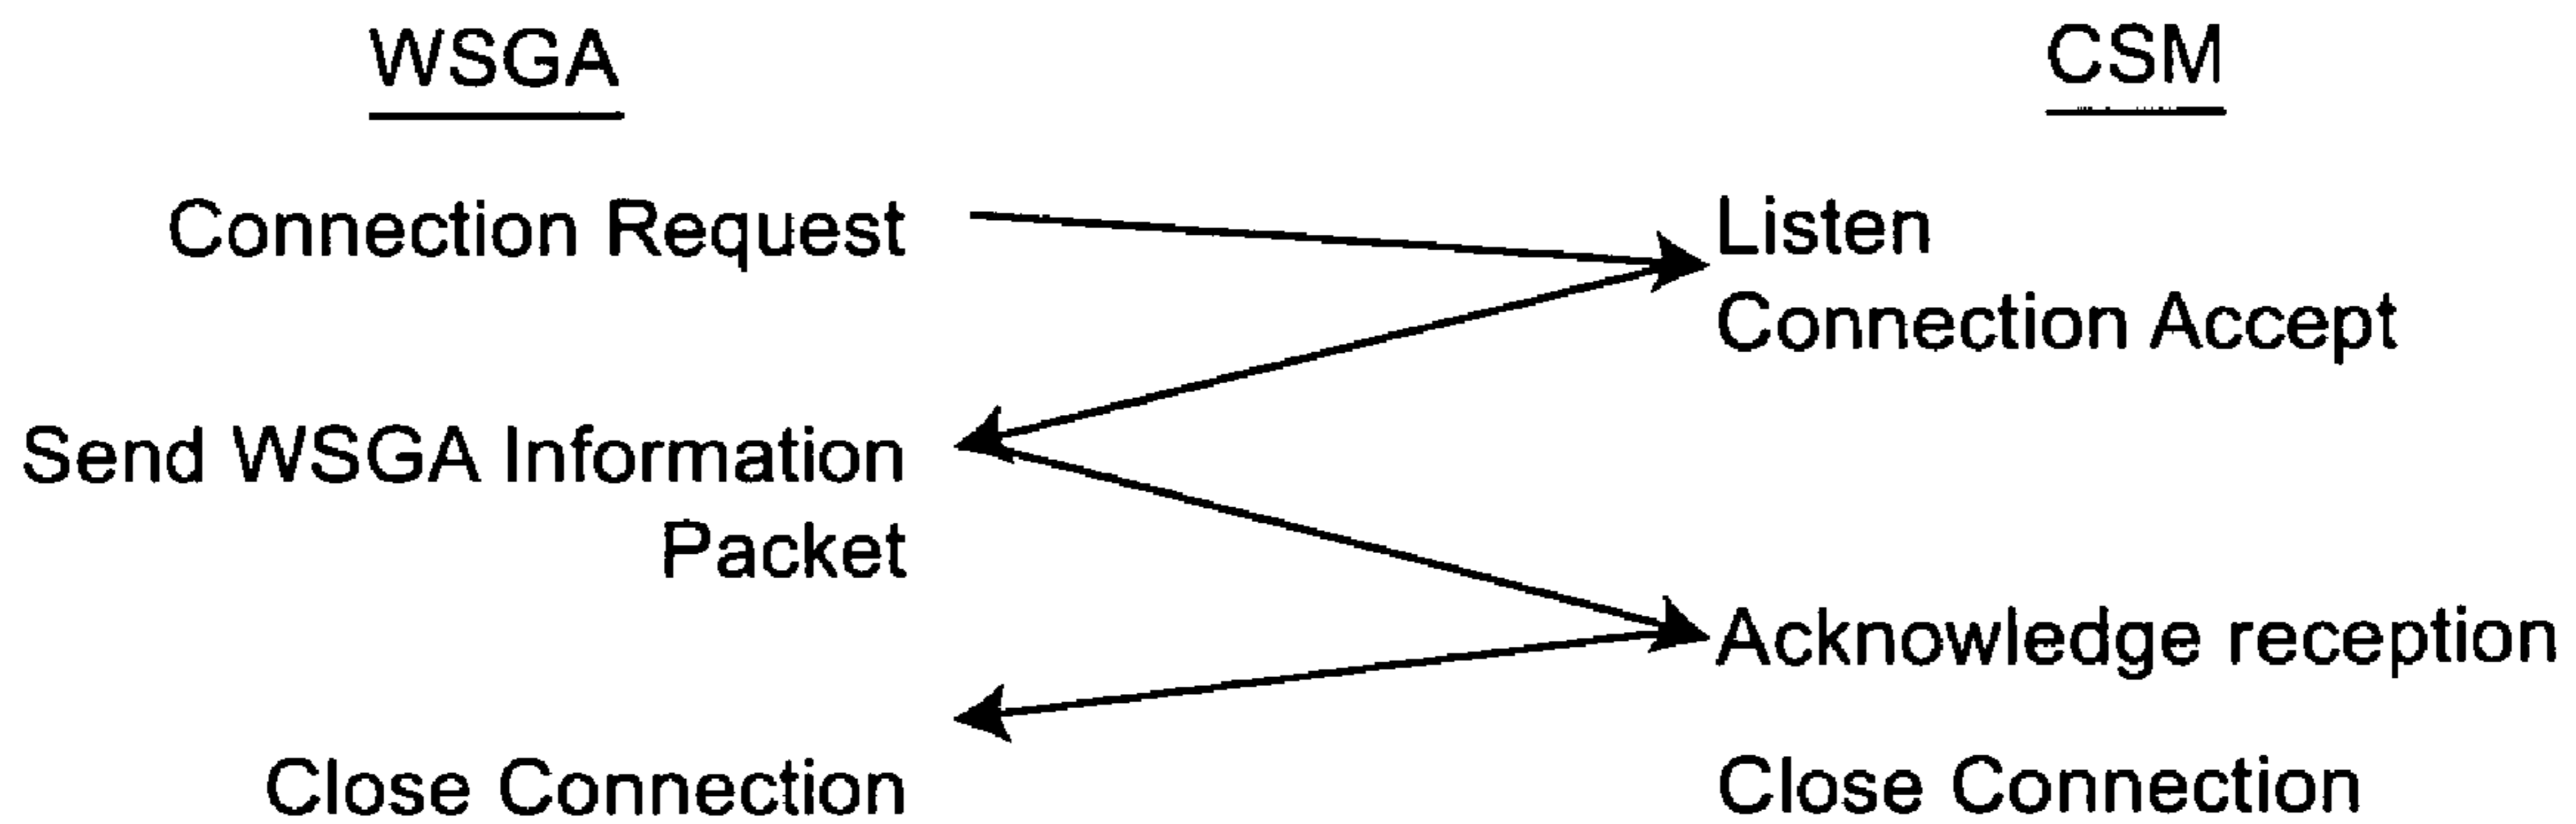 WSGA
CSM
Connection Request
Listen
Connection Accept
Send WSGA Information
Packet
Acknowledge reception
Close Connection
Close Connection